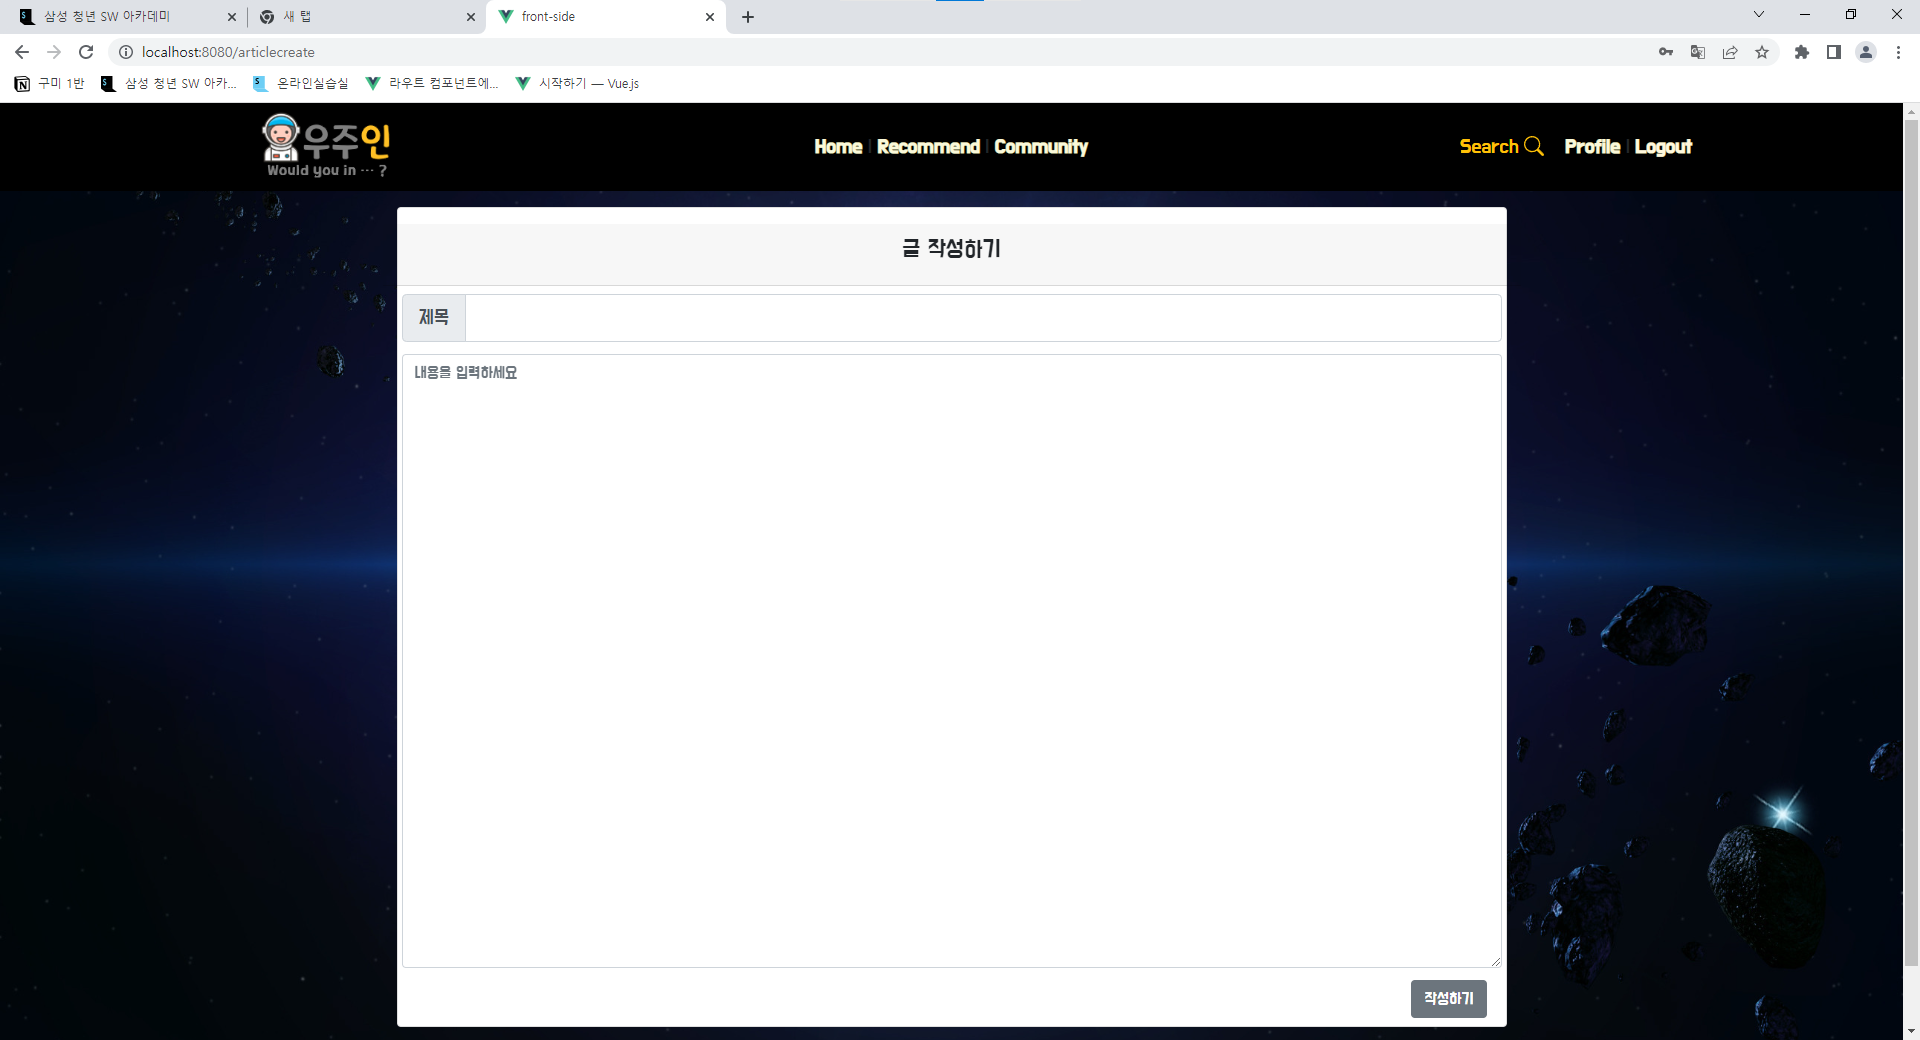 삼성 청년 SW 아카데미
새 탭
front-side
localhost:8080/articlecreate
구미 1반
삼성 청년 SW 아카...
온라인실습실
라우트 컴포넌트에...
시작하기 — Vue.js
우주인
Would you in ... ?
Home | Recommend | Community
Search
Profile | Logout
글 작성하기
제목
내용을 입력하세요
작성하기